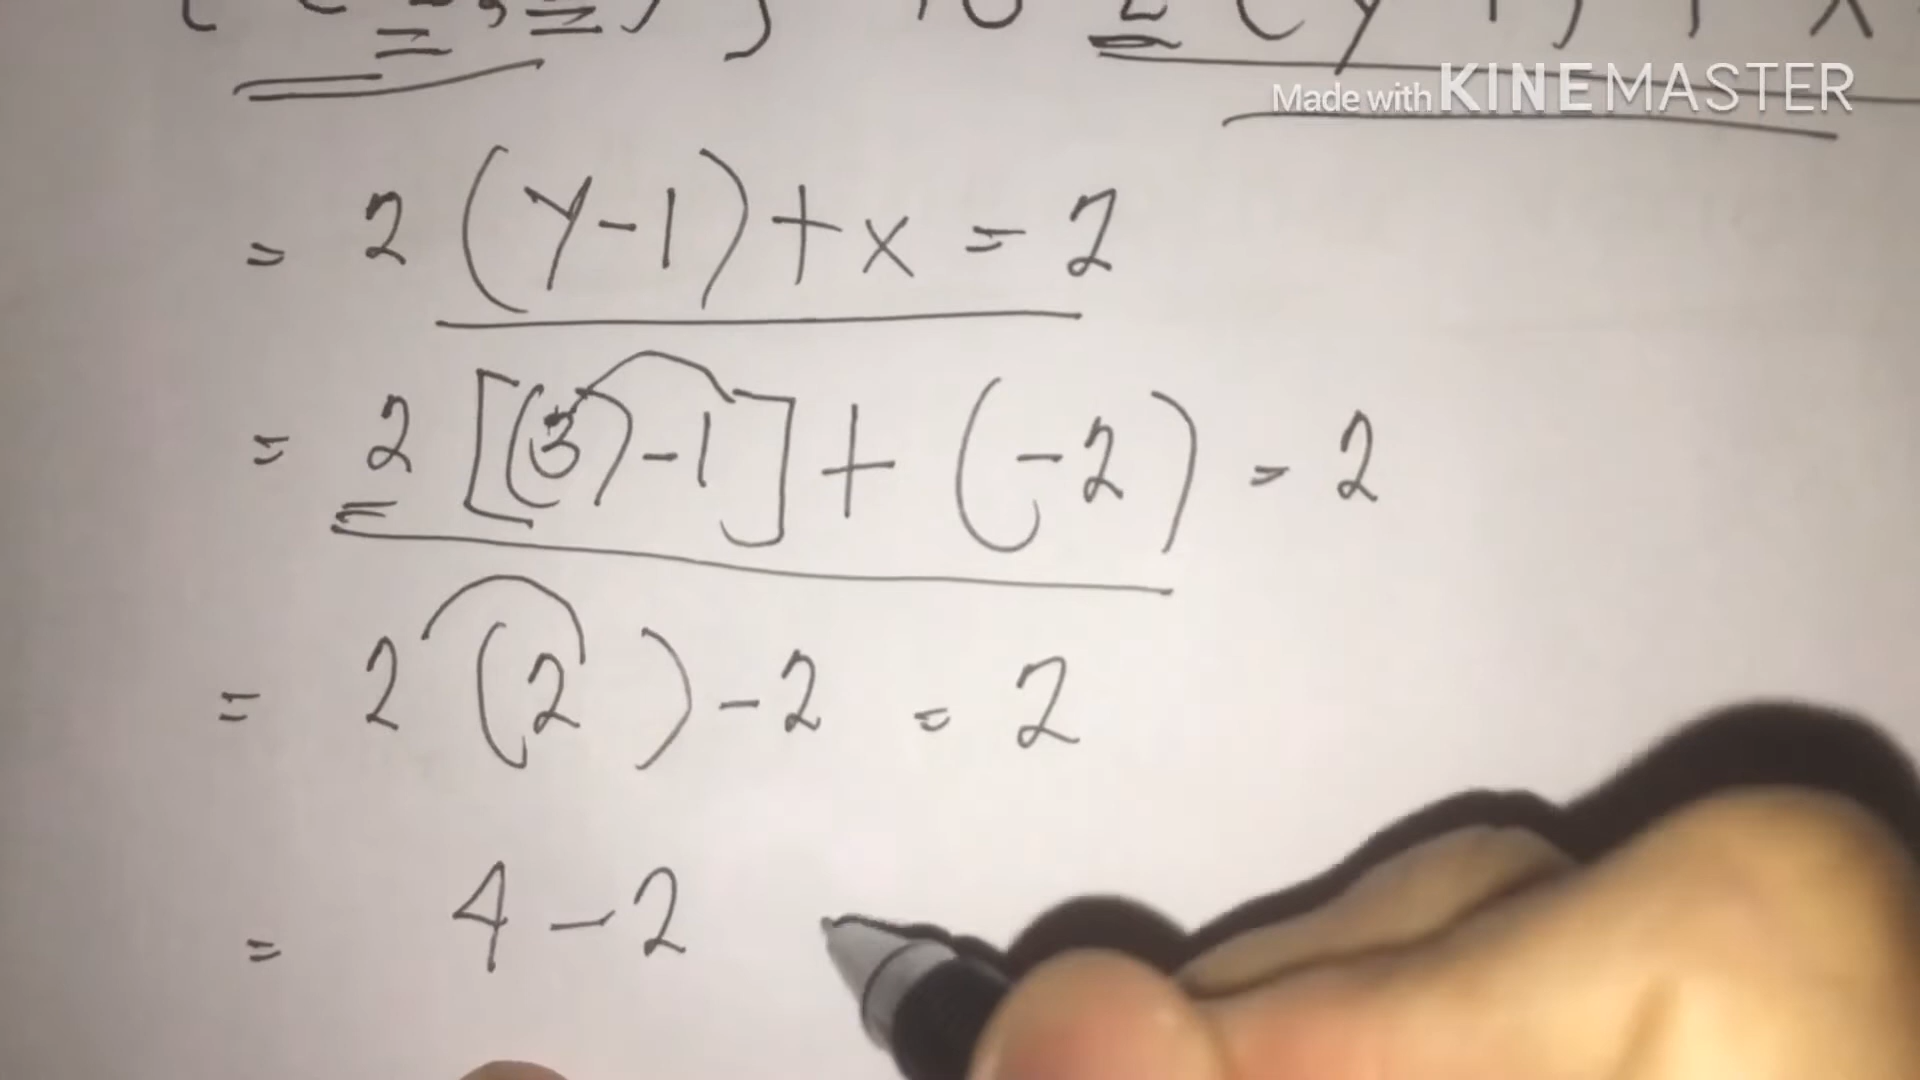 Made with KINEMASTER
= 2 (y-1) + x = 2
= 2 [(3)-1] + (-2) = 2
= 2 (2) - 2 = 2
= 4 - 2